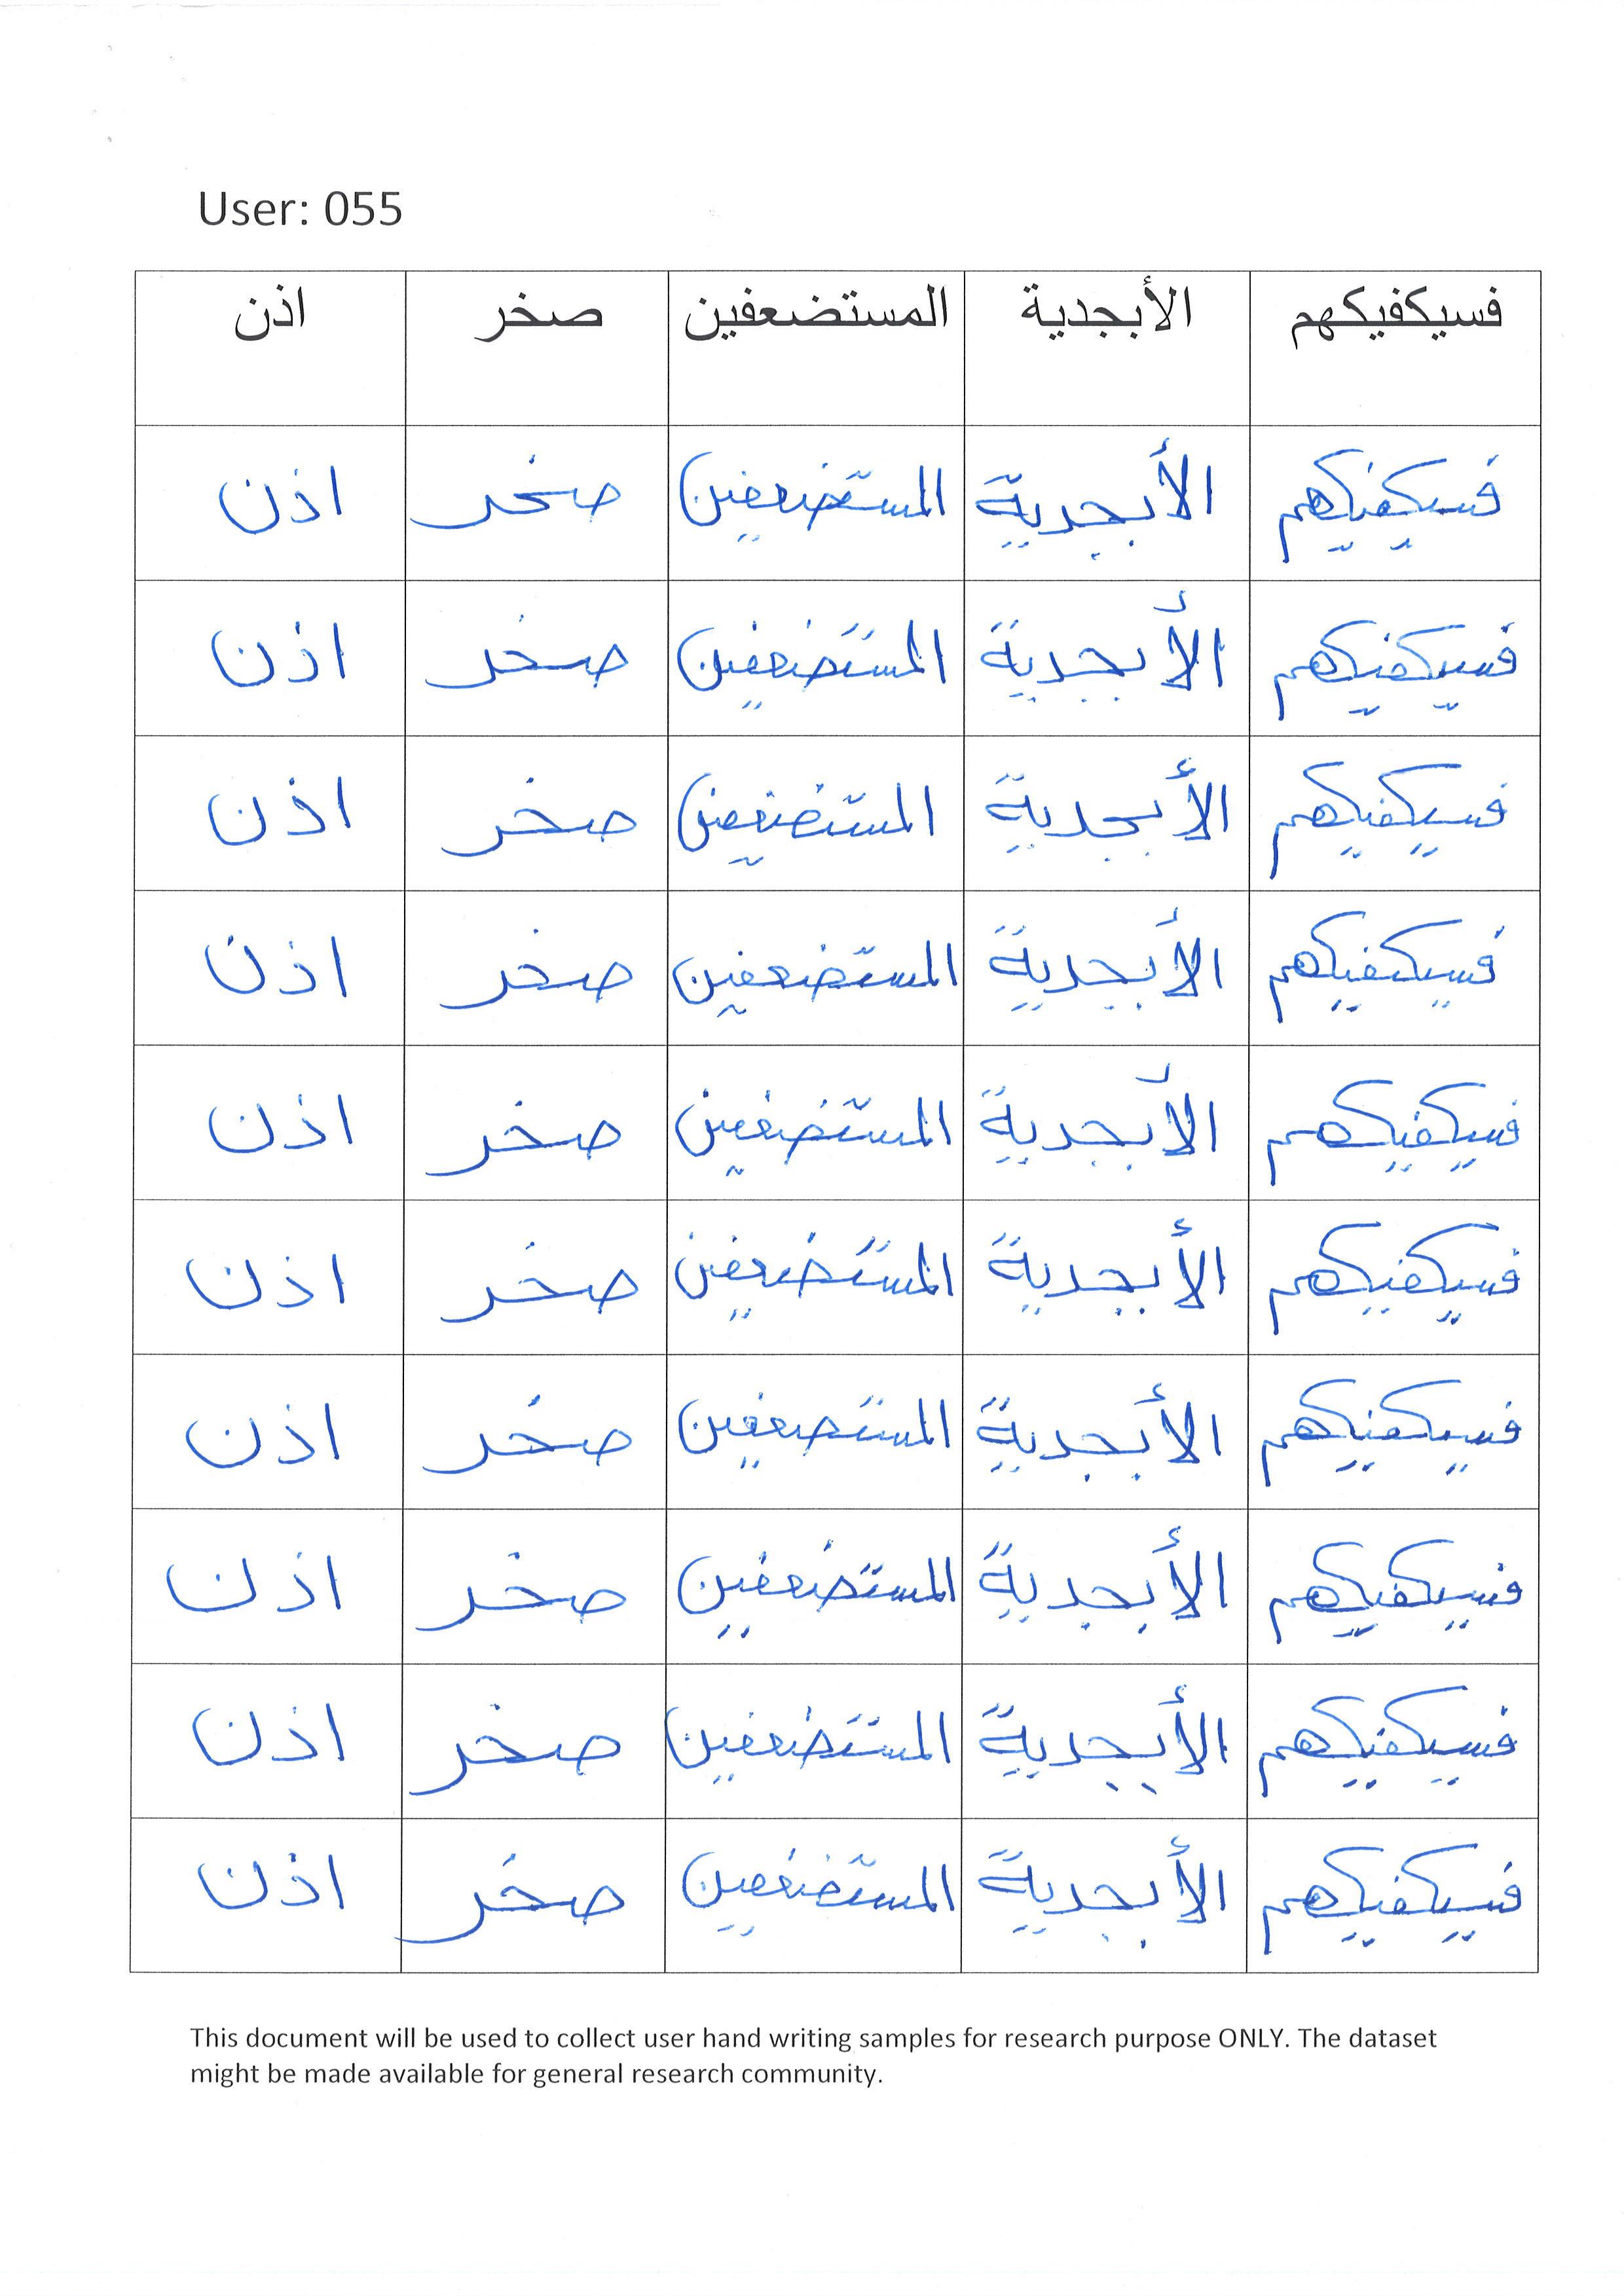 User: 055
فسيكفيكهم الأبجدية المستضعفين صخر اذن
فسيكفيكهم الأبجدية المستضعفين صخر اذن
فسيكفيكهم الأبجدية المستضعفين صخر اذن
فسيكفيكهم الأبجدية المستضعفين صخر اذن
فسيكفيكهم الأبجدية المستضعفين صخر اذن
فسيكفيكهم الأبجدية المستضعفين صخر اذن
فسيكفيكهم الأبجدية المستضعفين صخر اذن
فسيكفيكهم الأبجدية المستضعفين صخر اذن
فسيكفيكهم الأبجدية المستضعفين صخر اذن
فسيكفيكهم الأبجدية المستضعفين صخر اذن
فسيكفيكهم الأبجدية المستضعفين صخر اذن
This document will be used to collect user hand writing samples for research purpose ONLY. The dataset
might be made available for general research community.